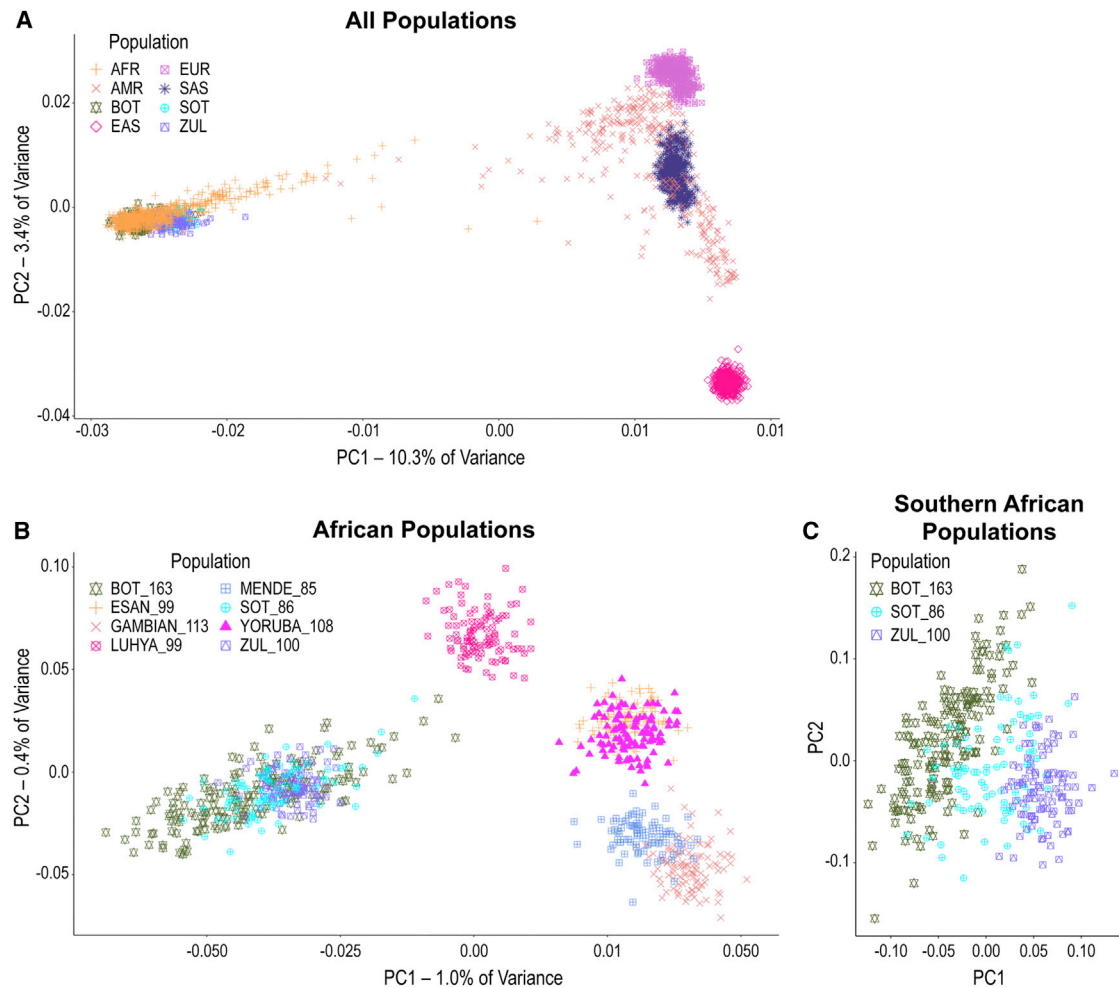 A
All Populations
Population
AFR EUR
AMR SAS
BOT SOT
EAS ZUL
0.02
0.0
-0.02
-0.04
PC2 – 3.4% of Variance
-0.03 -0.02 -0.01 0.00 0.01 0.01
PC1 – 10.3% of Variance
B
African Populations
Population
BOT_163 MENDE_85
ESAN_99 SOT_86
GAMBIAN_113 YORUBA_108
LUHYA_99 ZUL_100
0.10
0.05
0.0
-0.05
PC2 – 0.4% of Variance
-0.050 -0.025 0.00 0.01 0.050
PC1 – 1.0% of Variance
C
Southern African
Populations
Population
BOT_163
SOT_86
ZUL_100
0.2
0.1
0.0
-0.1
PC2
-0.10 -0.05 0.00 0.05 0.10
PC1